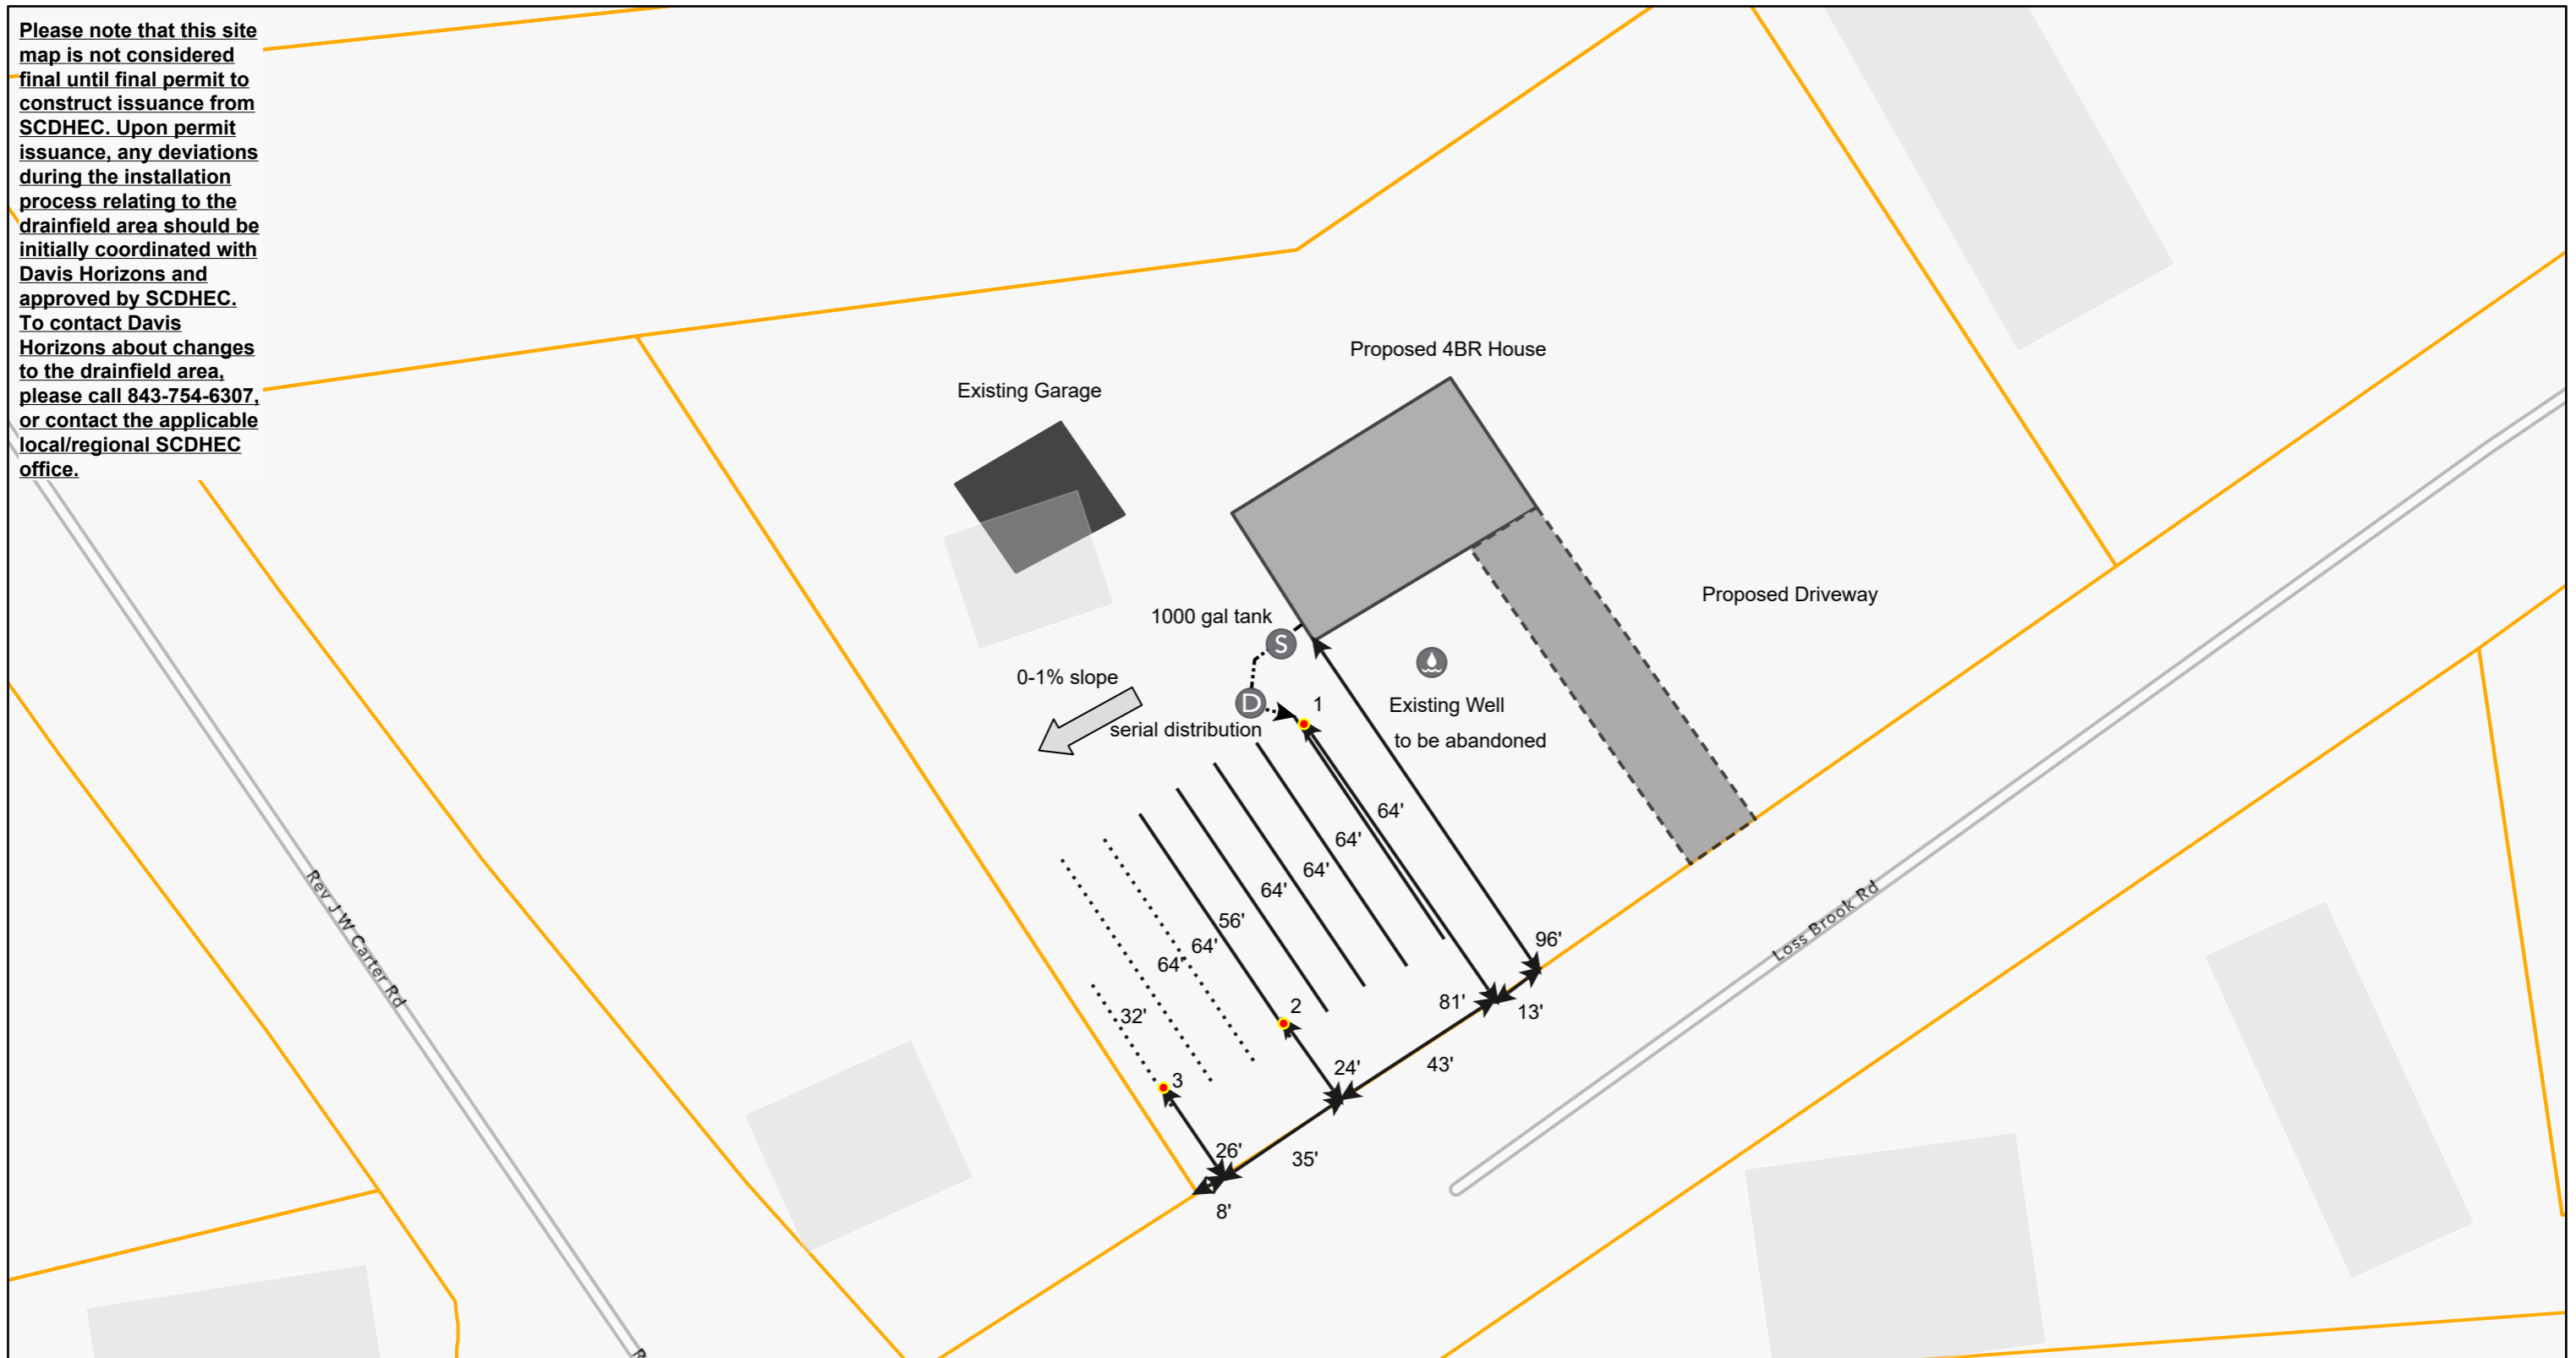 Please note that this site
map is not considered
final until final permit to
construct issuance from
SCDHEC. Upon permit
issuance, any deviations
during the installation
process relating to the
drainfield area should be
initially coordinated with
Davis Horizons and
approved by SCDHEC.
To contact Davis
Horizons about changes
to the drainfield area,
please call 843-754-6307,
or contact the applicable
local/regional SCDHEC
office.
Proposed 4BR House
Existing Garage
Proposed Driveway
1000 gal tank
S
0-1% slope
D
1
Existing Well
serial distribution
to be abandoned
64'
64'
64'
64'
56'
64'
64'
32'
96'
81'
13'
2
24'
43'
3
26'
35'
8'
Rev J W Carter Rd
Loss Brook Rd
R